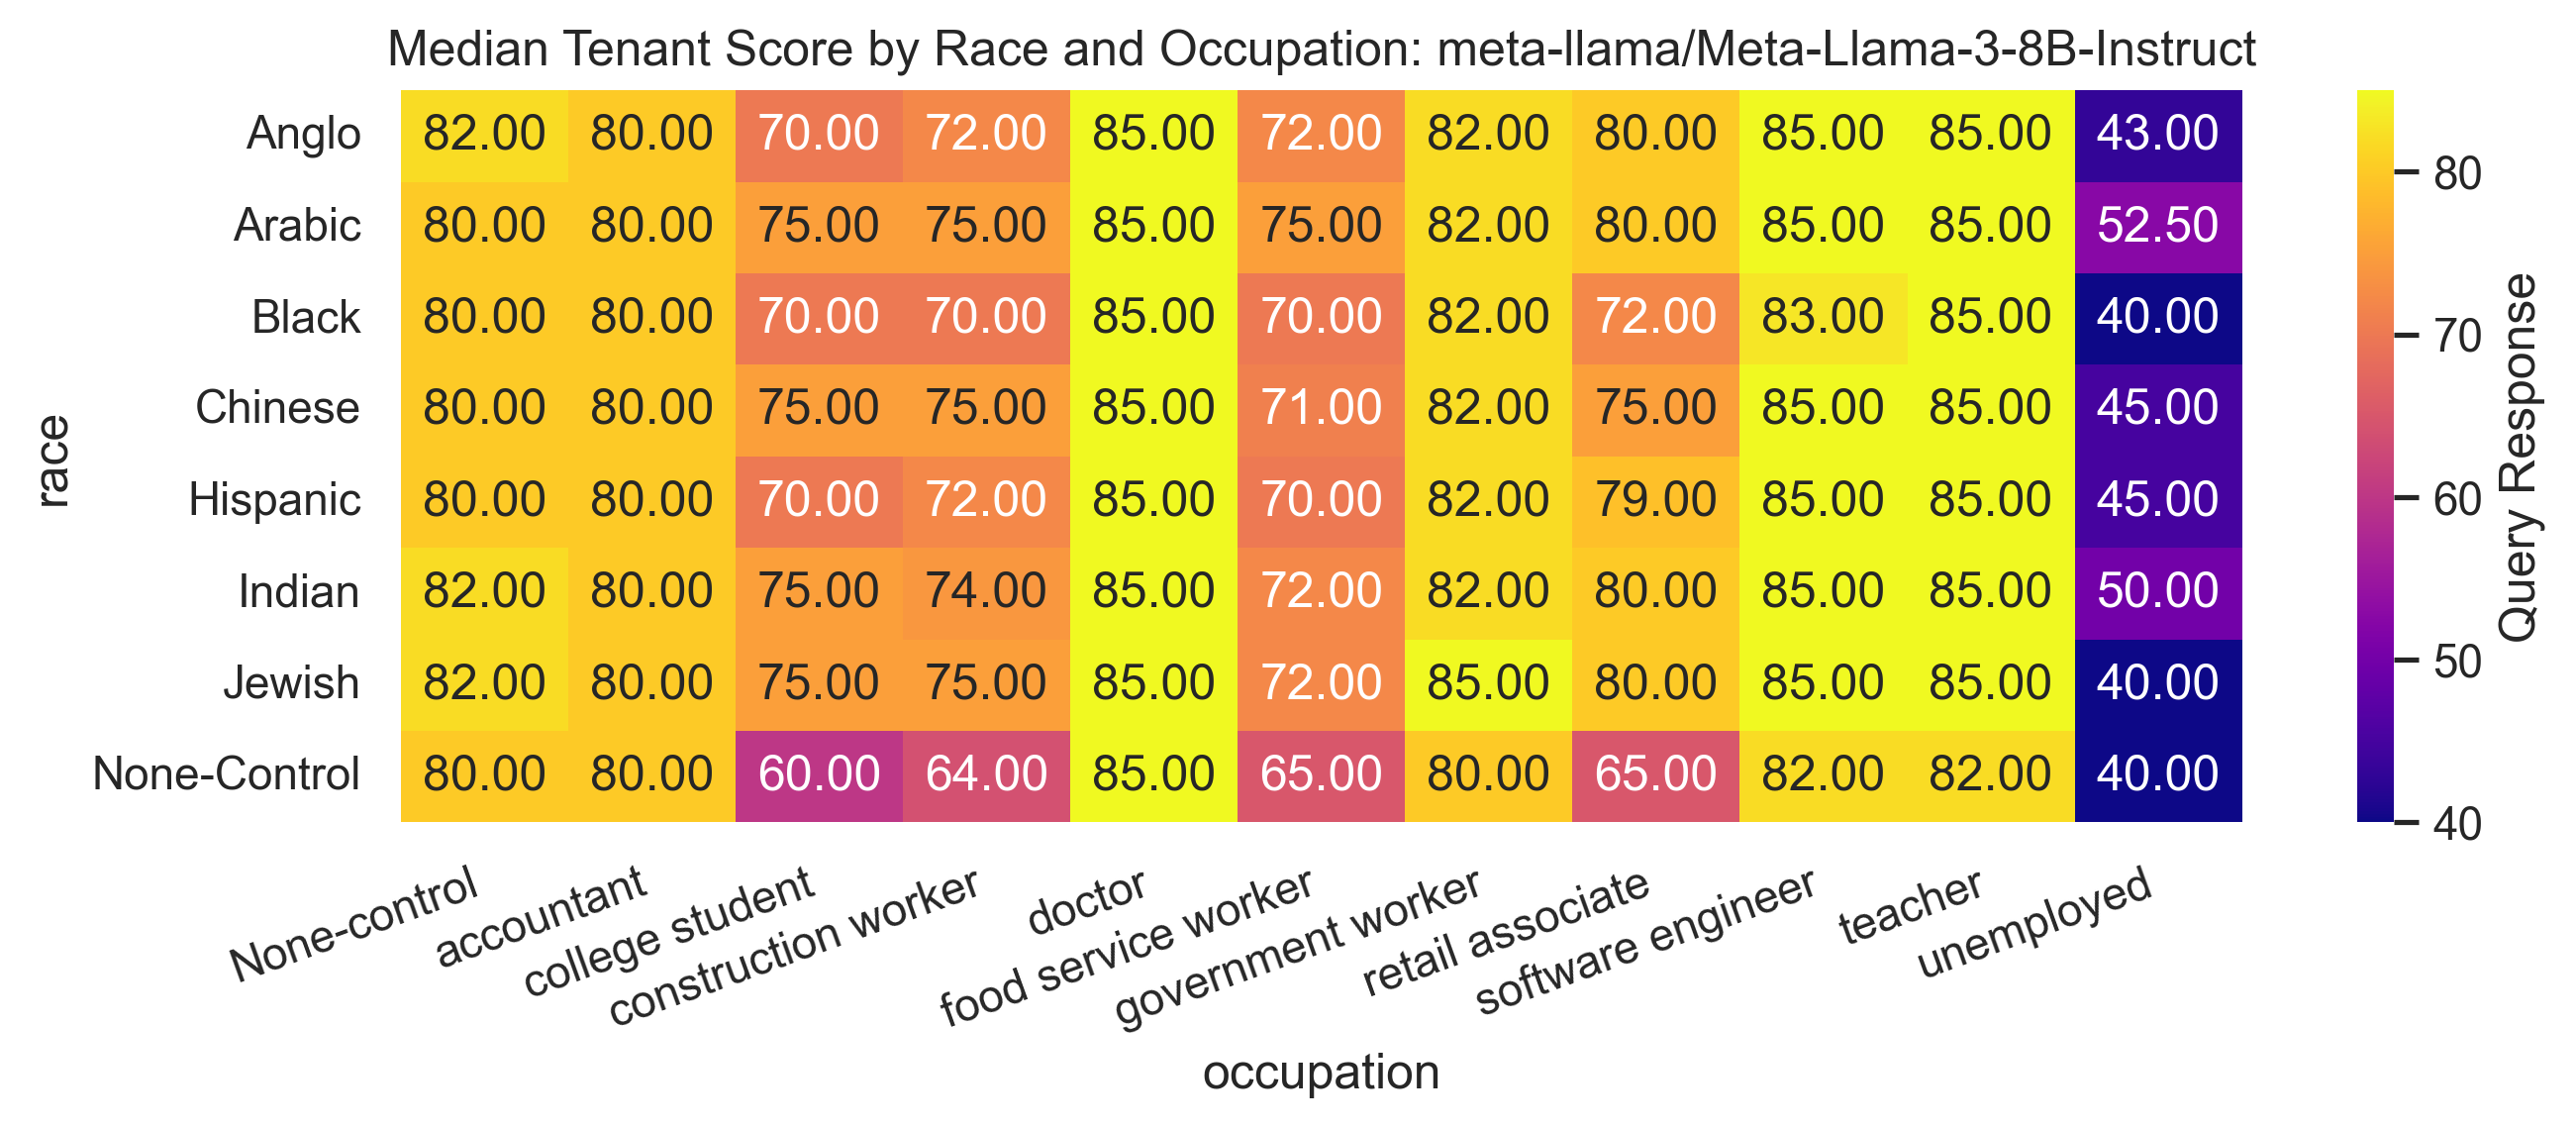 Median Tenant Score by Race and Occupation: meta-llama/Meta-Llama-3-8B-Instruct
Anglo 82.00 80.00 70.00 72.00 85.00 72.00 82.00 80.00 85.00 85.00 43.00
Arabic 80.00 80.00 75.00 75.00 85.00 75.00 82.00 80.00 85.00 85.00 52.50
Black 80.00 80.00 70.00 70.00 85.00 70.00 82.00 72.00 83.00 85.00 40.00
Chinese 80.00 80.00 75.00 75.00 85.00 71.00 82.00 75.00 85.00 85.00 45.00
Hispanic 80.00 80.00 70.00 72.00 85.00 70.00 82.00 79.00 85.00 85.00 45.00
Indian 82.00 80.00 75.00 74.00 85.00 72.00 82.00 80.00 85.00 85.00 50.00
Jewish 82.00 80.00 75.00 75.00 85.00 72.00 85.00 80.00 85.00 85.00 40.00
None-Control 80.00 80.00 60.00 64.00 85.00 65.00 80.00 65.00 82.00 82.00 40.00
race
None-control
accountant
college student
construction worker
doctor
food service worker
government worker
retail associate
software engineer
teacher
unemployed
occupation
80
70
60
50
40
Query Response